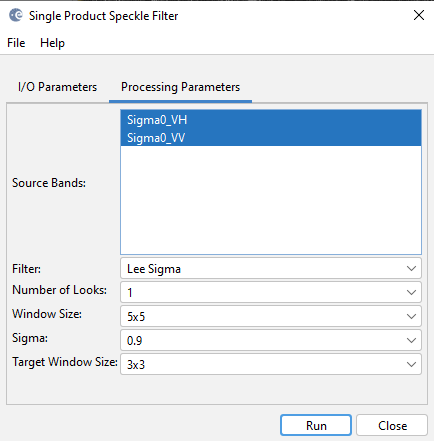 Single Product Speckle Filter
File Help
I/O Parameters Processing Parameters
Source Bands:
Sigma0_VH
Sigma0_VV
Filter: Lee Sigma
Number of Looks: 1
Window Size: 5x5
Sigma: 0.9
Target Window Size: 3x3
Run Close